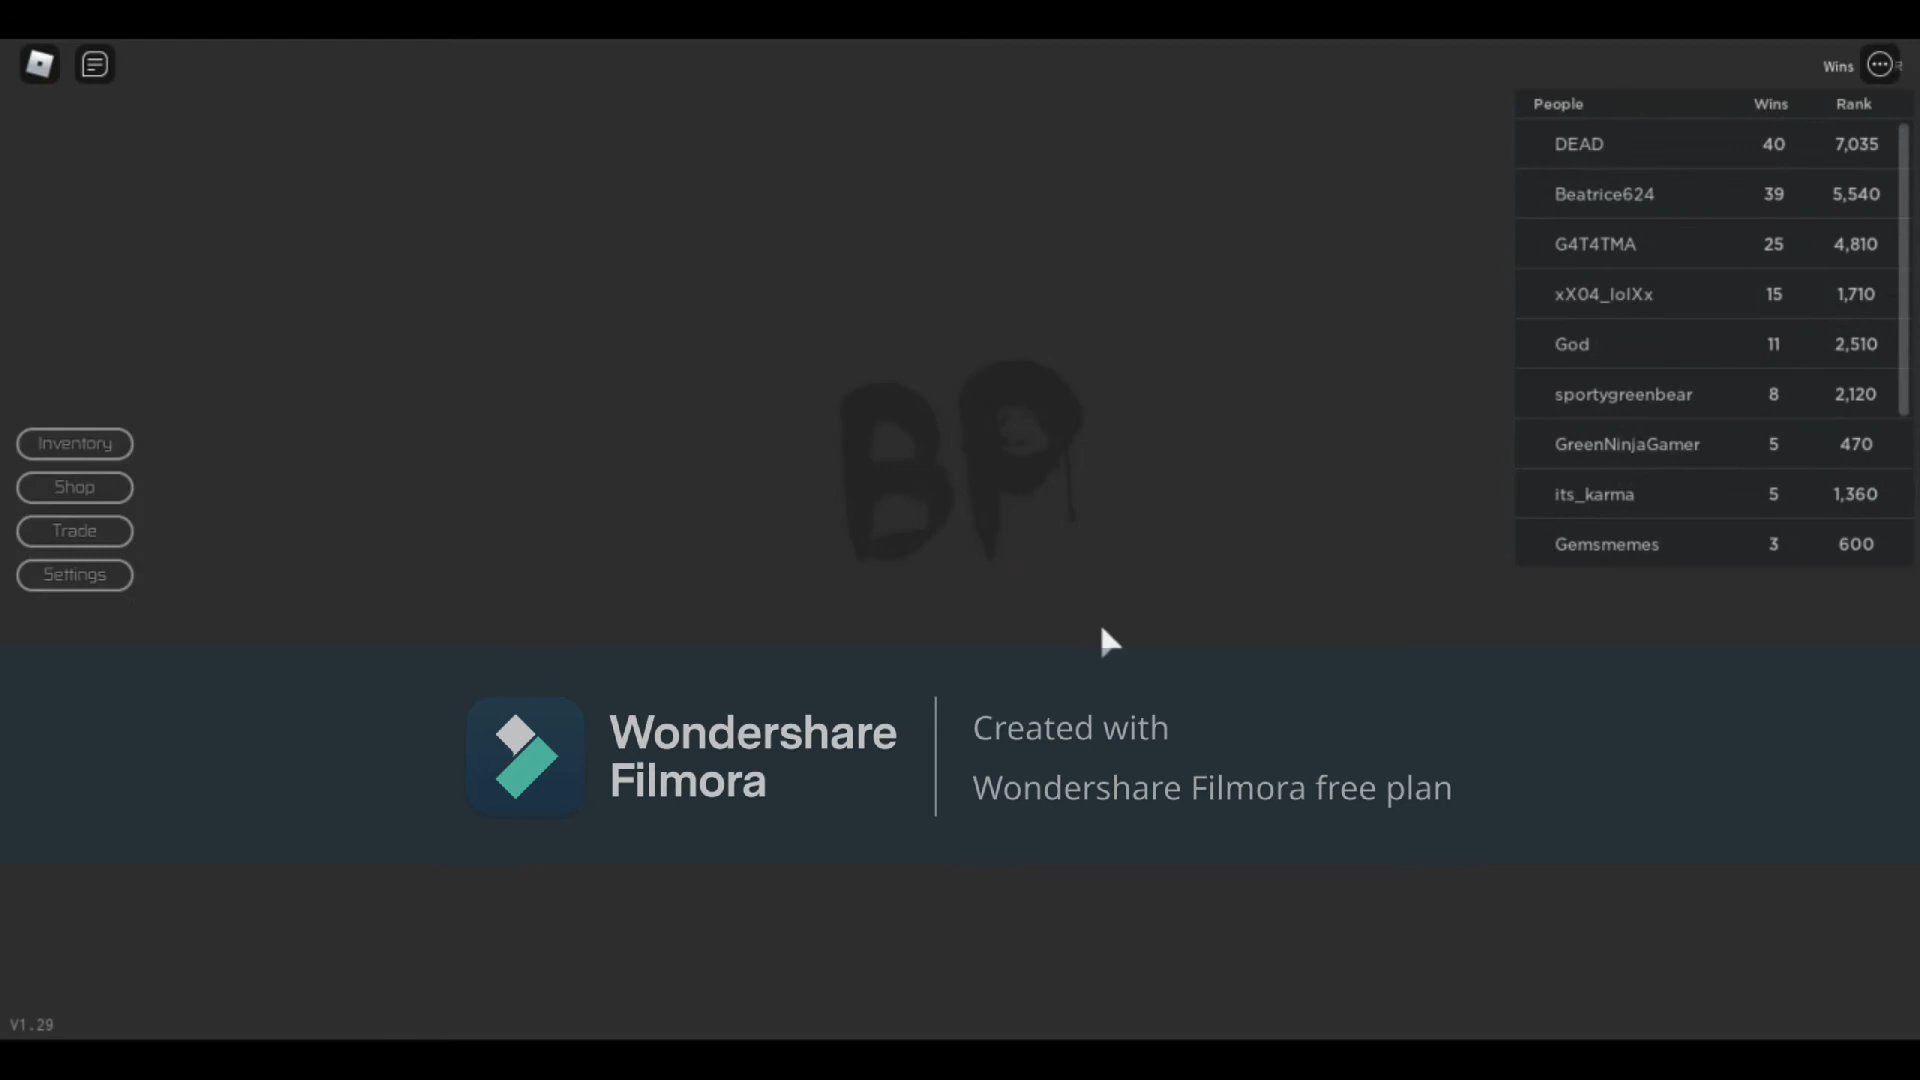 Wins
People Wins Rank
DEAD 40 7,035
Beatrice624 39 5,540
G4T4TMA 25 4,810
xX04_lolXx 15 1,710
God 11 2,510
sportygreenbear 8 2,120
GreenNinjaGamer 5 470
its_karma 5 1,360
Gemsmemes 3 600
BP
Inventory
Shop
Trade
Settings
Wondershare
Filmora
Created with
Wondershare Filmora free plan
V1.29